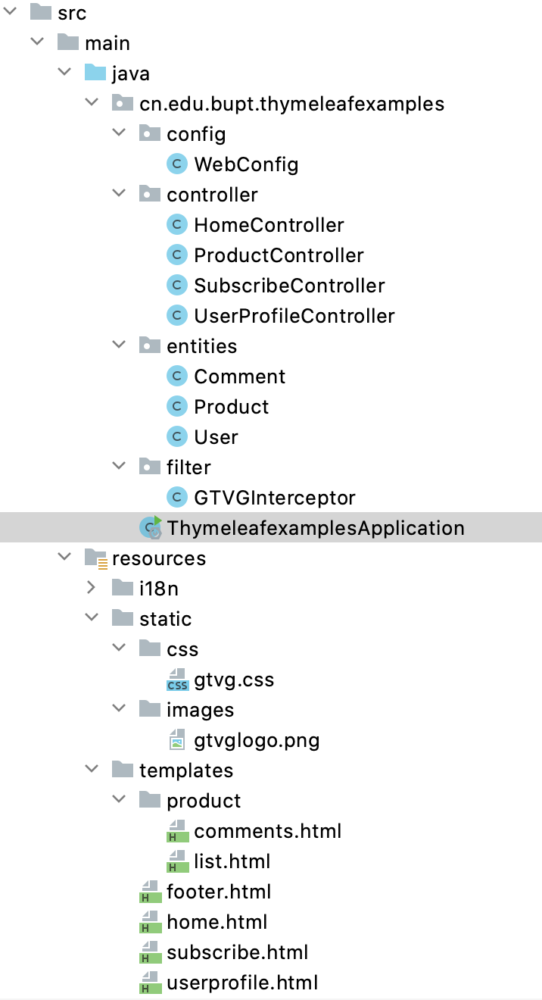 src
main
java
cn.edu.bupt.thymeleafexamples
config
WebConfig
controller
HomeController
ProductController
SubscribeController
UserProfileController
entities
Comment
Product
User
filter
GTVGInterceptor
ThymeleafexamplesApplication
resources
i18n
static
css
gtvg.css
images
gtvglogo.png
templates
product
comments.html
list.html
footer.html
home.html
subscribe.html
userprofile.html